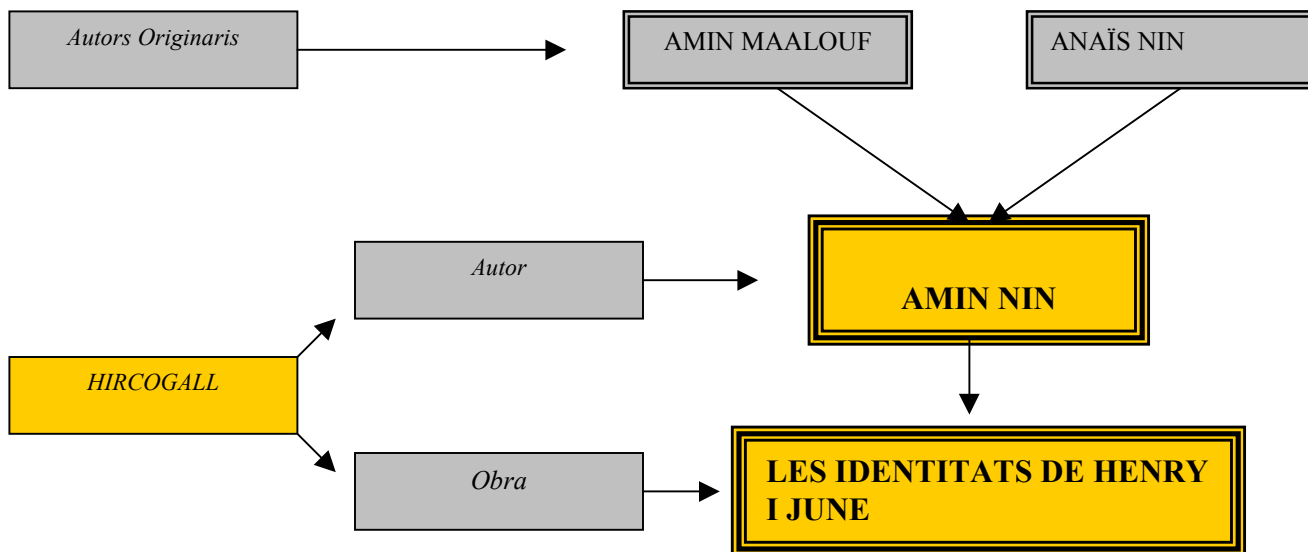 Autors Originaris
AMIN MAALOUF
ANAÏS NIN
Autor
AMIN NIN
HIRCOGALL
Obra
LES IDENTITATS DE HENRY
I JUNE